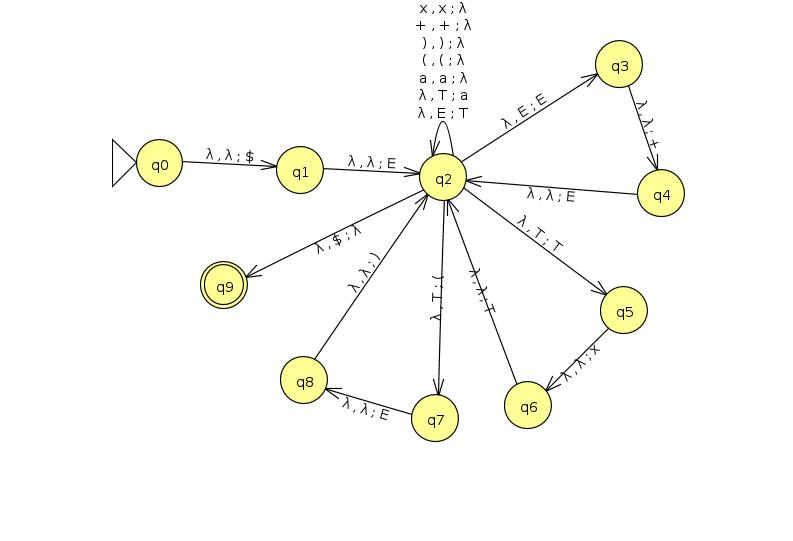 x , x ; λ
+ , + ; λ
) , ) ; λ
( , ( ; λ
a , a ; λ
λ , T ; a
λ , E ; T
q3
λ , E ; E
λ , λ ; +
q0
λ , λ ; $
q1
λ , λ ; E
q2
q4
λ , λ ; E
λ , $ ; λ
λ , T ; T
q9
λ , λ ; )
λ , T ; (
λ , λ ; T
q5
λ , λ ; x
q8
λ , λ ; E
q7
q6